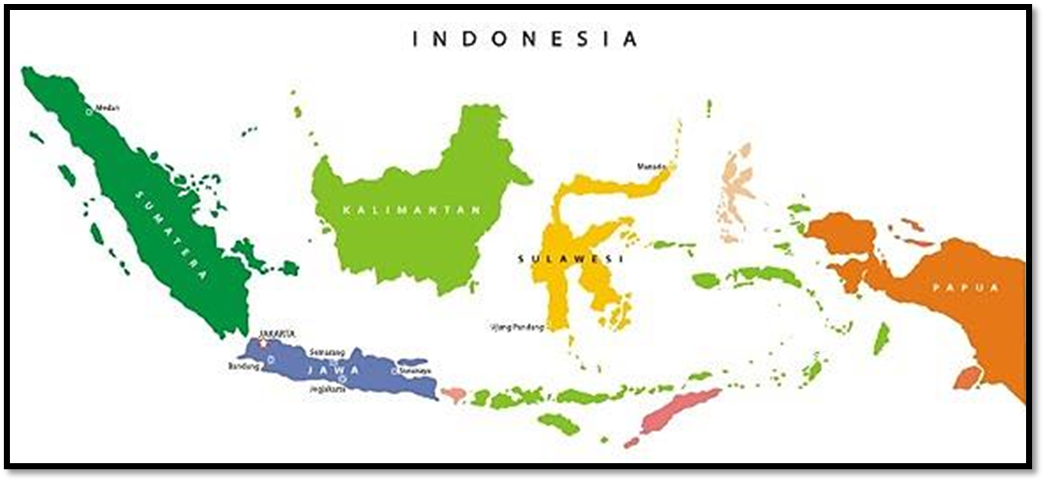 INDONESIA
Medan
SUMATERA
KALIMANTAN
Manado
SULAWESI
PAPUA
Ujung Pandang
JAKARTA
Semarang
Bandung
JAWA
Surabaya
Jogjakarta